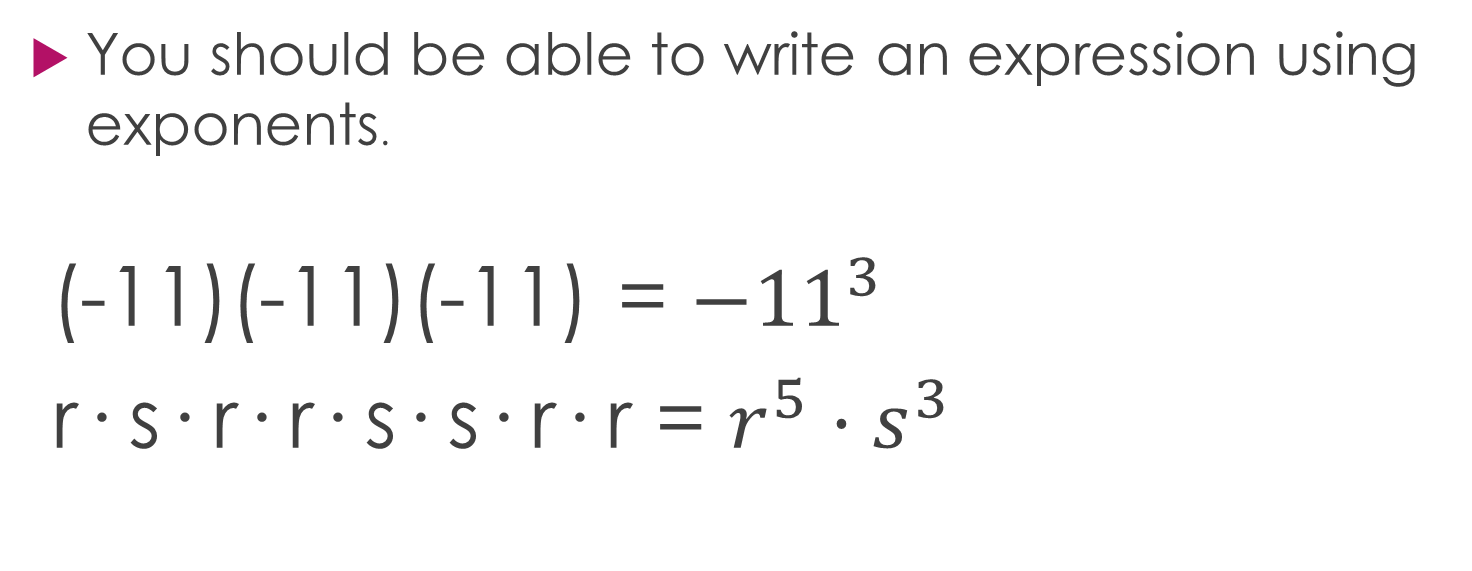 You should be able to write an expression using
exponents.
(-11)(-11)(-11) = −11³
r · s · r · r · s · s · r · r = r⁵ · s³